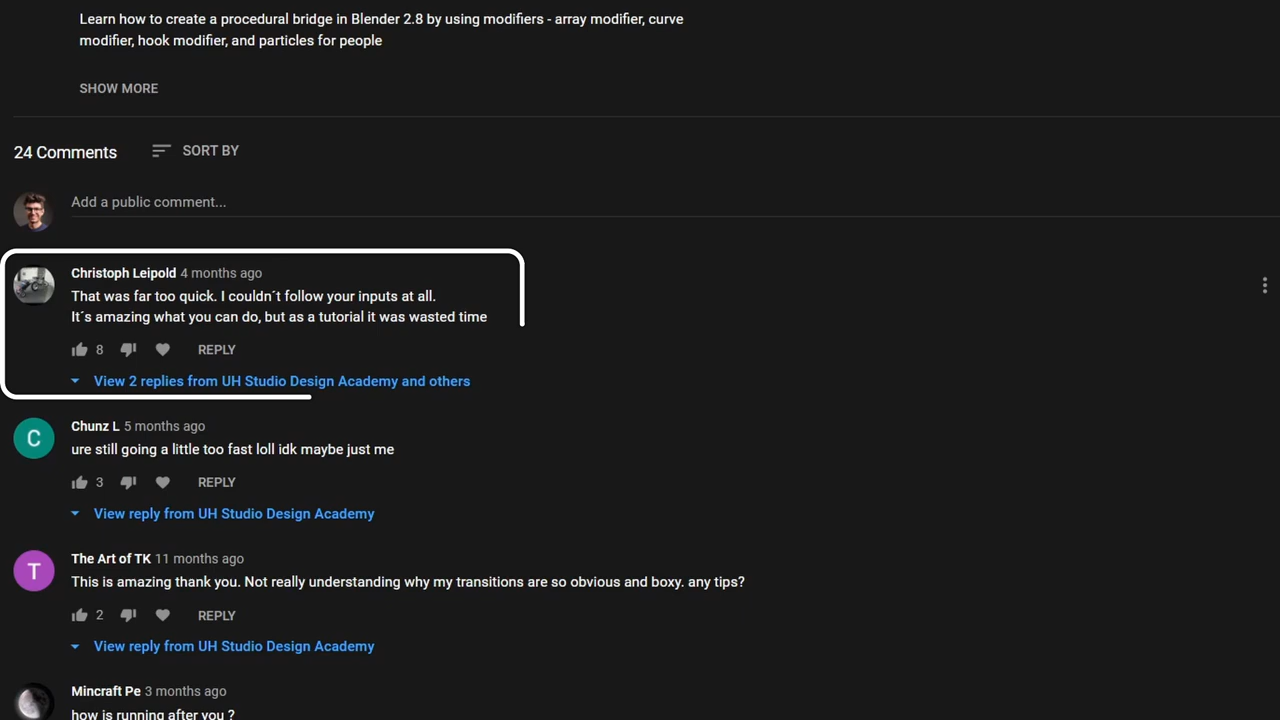 Learn how to create a procedural bridge in Blender 2.8 by using modifiers - array modifier, curve
modifier, hook modifier, and particles for people
SHOW MORE
24 Comments SORT BY
Add a public comment...
Christoph Leipold 4 months ago
That was far too quick. I couldn´t follow your inputs at all.
It´s amazing what you can do, but as a tutorial it was wasted time
8 REPLY
View 2 replies from UH Studio Design Academy and others
C
Chunz L 5 months ago
ure still going a little too fast loll idk maybe just me
3 REPLY
View reply from UH Studio Design Academy
T
The Art of TK 11 months ago
This is amazing thank you. Not really understanding why my transitions are so obvious and boxy. any tips?
2 REPLY
View reply from UH Studio Design Academy
Mincraft Pe 3 months ago
how is running after you ?